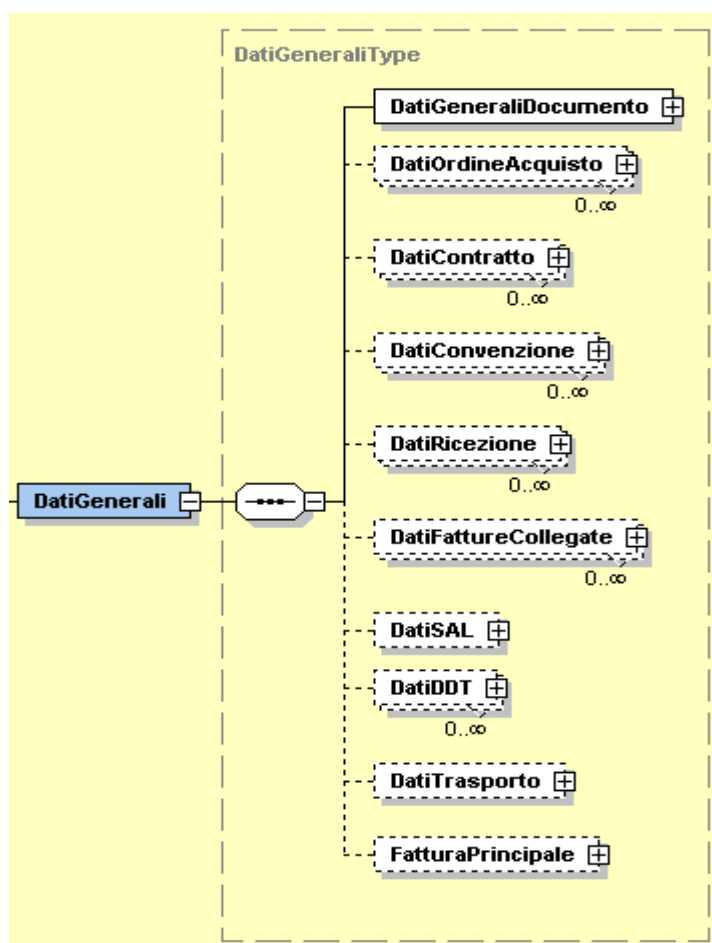 DatiGeneraliType
DatiGeneraliDocumento
DatiOrdineAcquisto
0..∞
DatiContratto
0..∞
DatiConvenzione
0..∞
DatiRicezione
0..∞
DatiGenerali
DatiFattureCollegate
0..∞
DatiSAL
DatiDDT
0..∞
DatiTrasporto
FatturaPrincipale